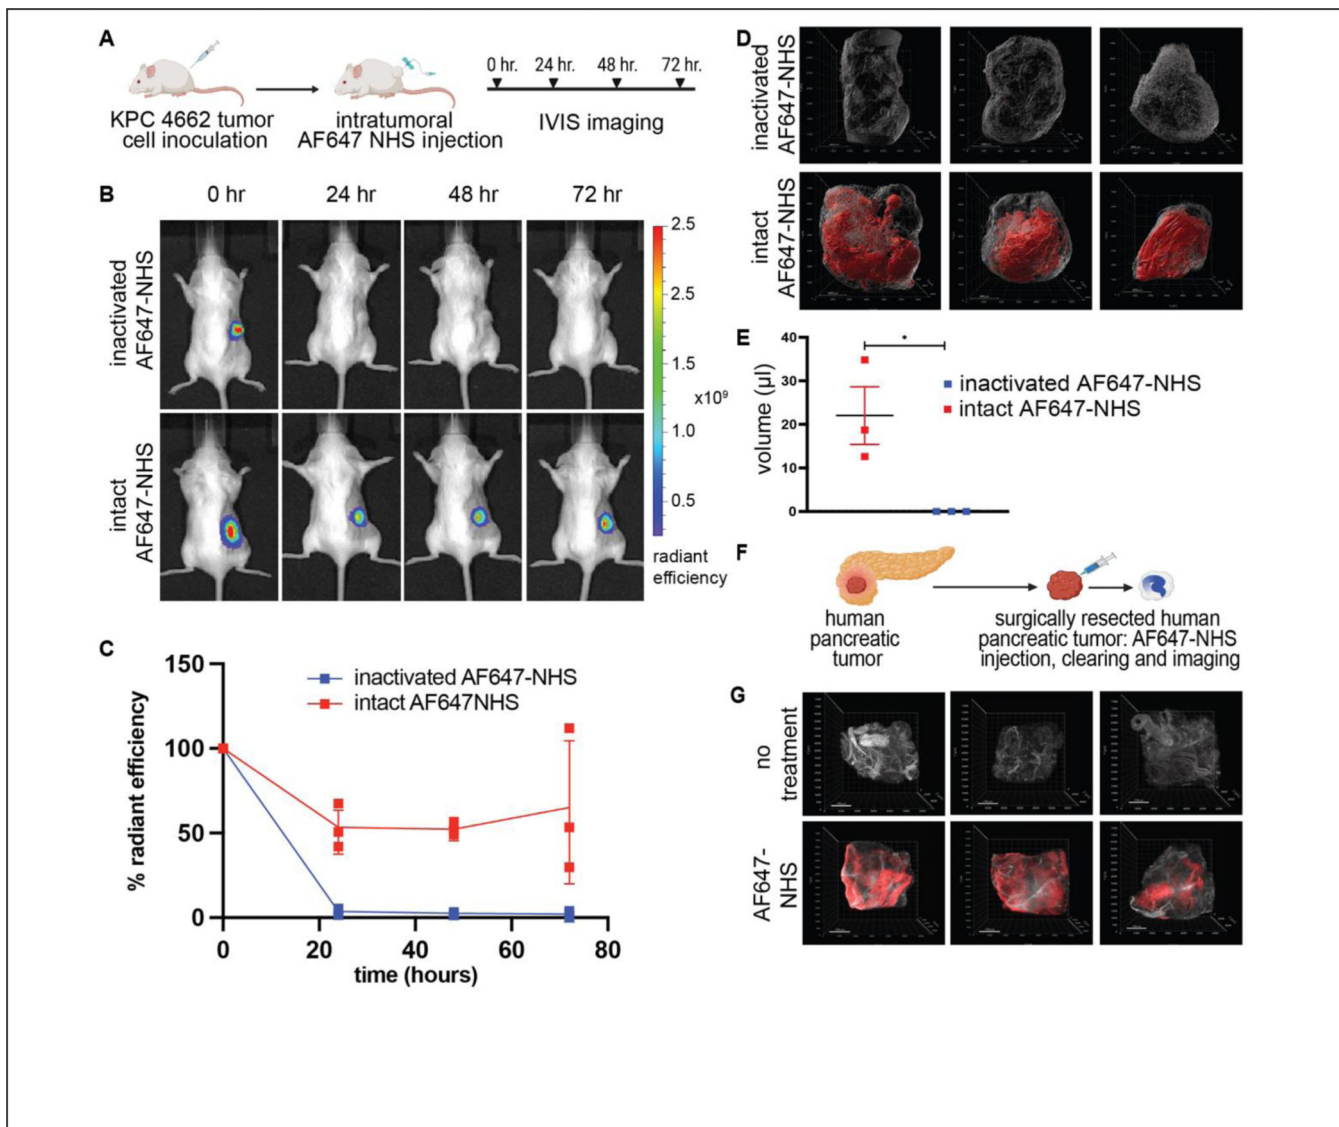 A
0 hr.
24 hr.
48 hr.
72 hr.
KPC 4662 tumor
cell inoculation
intratumoral
AF647 NHS injection
IVIS imaging
B
0 hr
24 hr
48 hr
72 hr
inactivated
AF647-NHS
intact
AF647-NHS
2.5
2.5
1.5
x10⁹
1.0
0.5
radiant
efficiency
C
inactivated AF647-NHS
intact AF647NHS
% radiant efficiency
150
100
50
0
0
20
40
60
80
time (hours)
D
inactivated
AF647-NHS
intact
AF647-NHS
E
volume (µl)
40
30
20
10
0
*
inactivated AF647-NHS
intact AF647-NHS
F
human
pancreatic
tumor
surgically resected human
pancreatic tumor: AF647-NHS
injection, clearing and imaging
G
no
treatment
AF647-
NHS